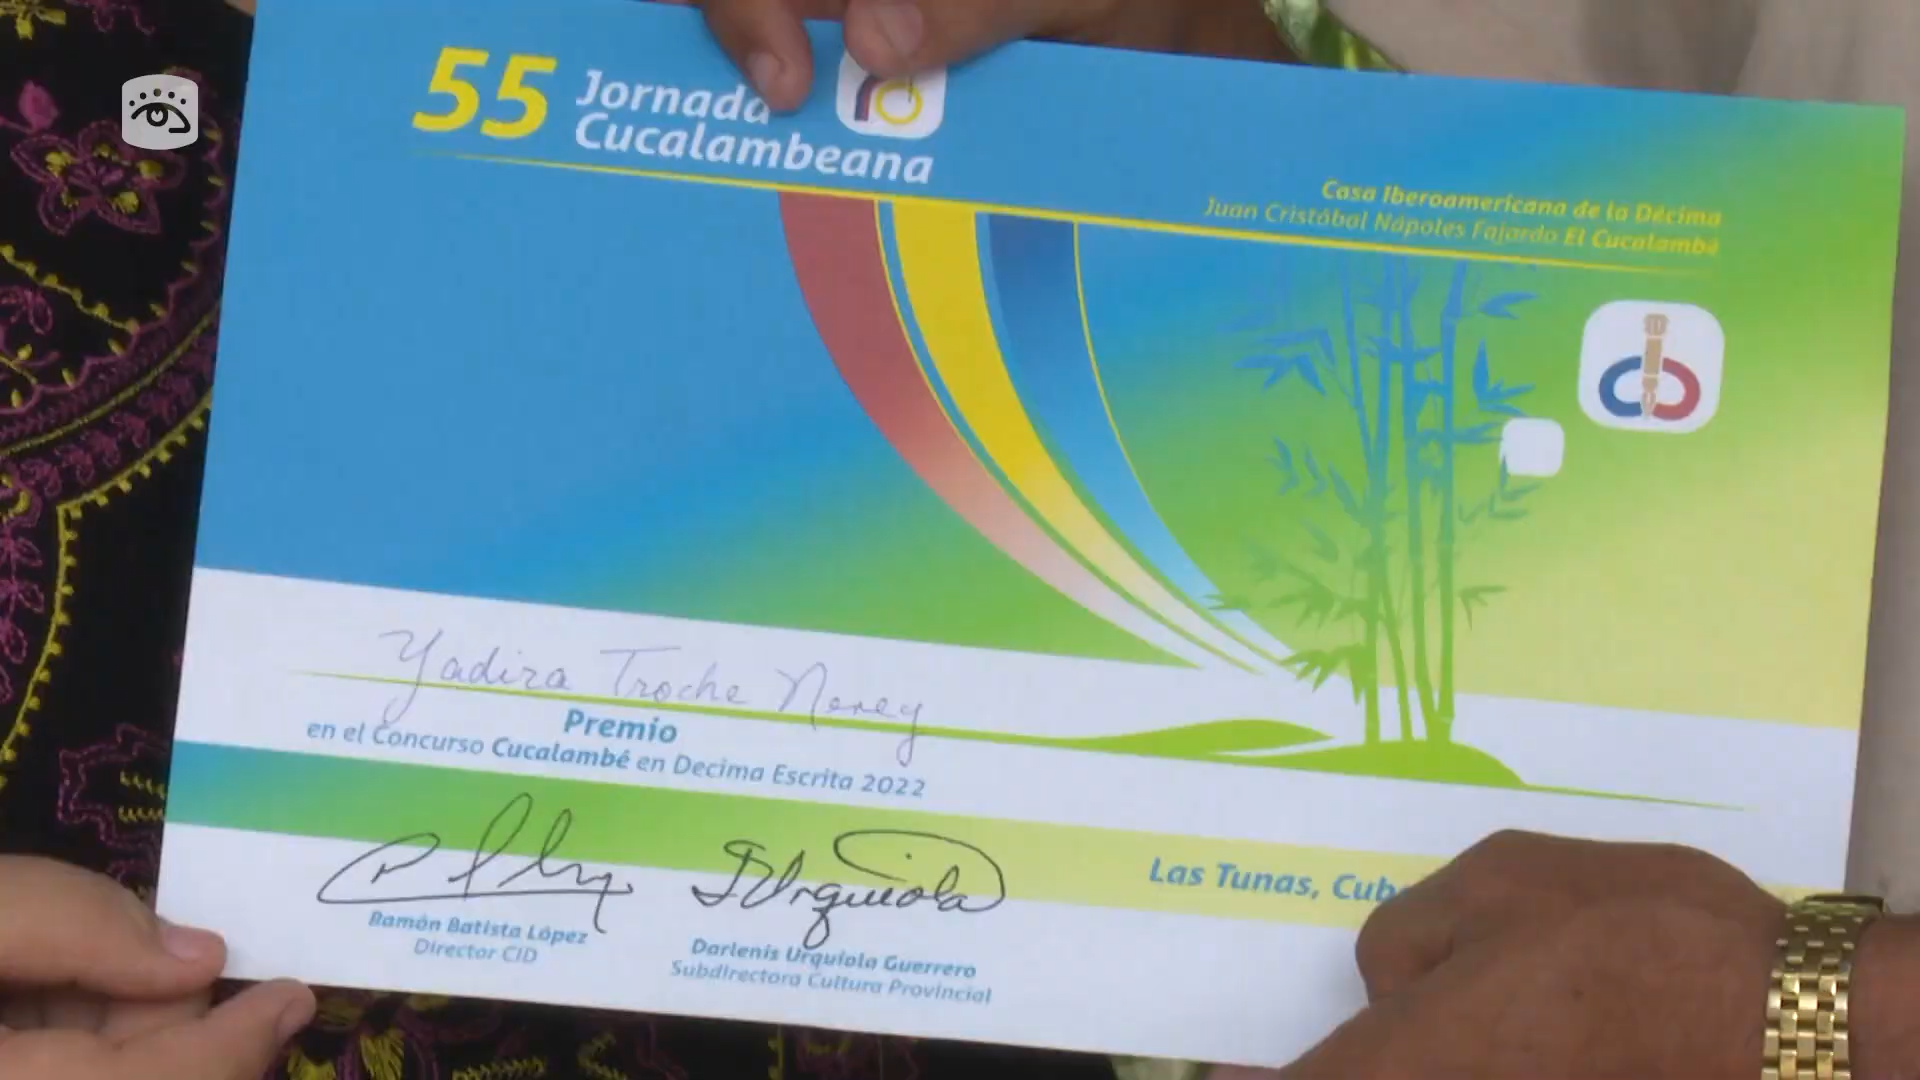 55 Jornada
Cucalambeana
Casa Iberoamericana de la Décima
Juan Cristóbal Nápoles Fajardo El Cucalambé
Yadira Troche Nerey
Premio
en el Concurso Cucalambé en Decima Escrita 2022
Las Tunas, Cuba
Urquiola
Ramón Batista López
Director CID
Darlenis Urquiola Guerrero
Subdirectora Cultura Provincial